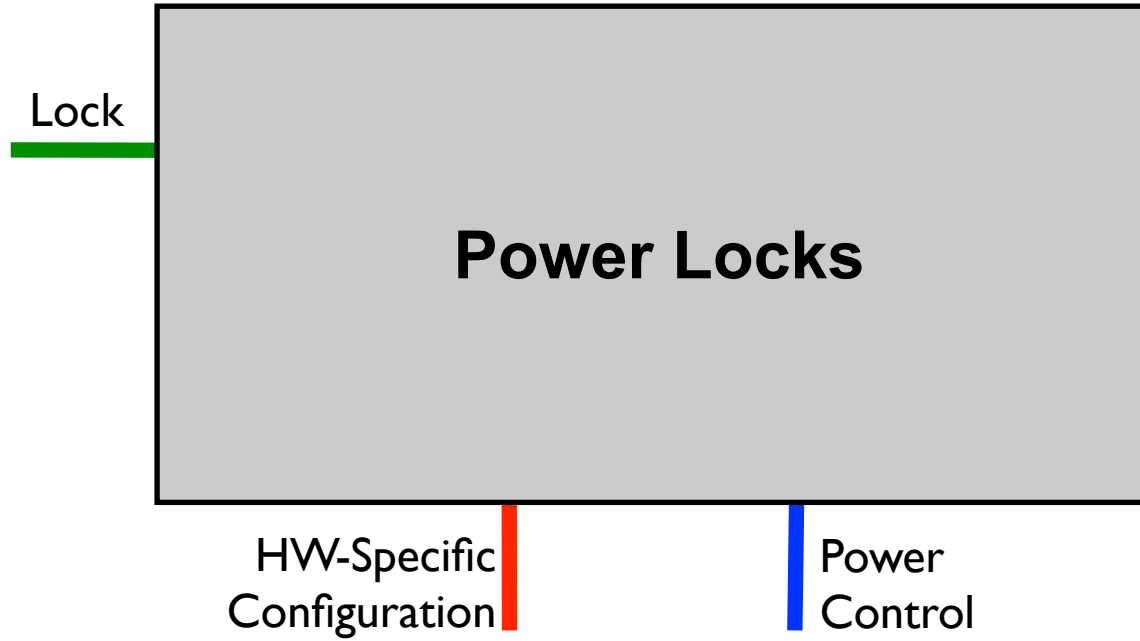 Lock
Power Locks
HW-Specific
Configuration
Power
Control